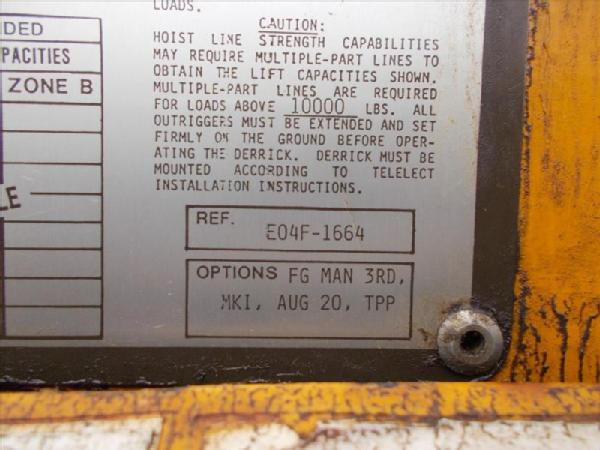 LOADS.
CAUTION:
HOIST LINE STRENGTH CAPABILITIES
MAY REQUIRE MULTIPLE-PART LINES TO
OBTAIN THE LIFT CAPACITIES SHOWN.
MULTIPLE-PART LINES ARE REQUIRED
FOR LOADS ABOVE 10000 LBS. ALL
OUTRIGGERS MUST BE EXTENDED AND SET
FIRMLY ON THE GROUND BEFORE OPER-
ATING THE DERRICK. DERRICK MUST BE
MOUNTED ACCORDING TO TELELECT
INSTALLATION INSTRUCTIONS.
DED
PACITIES
ZONE B
LE
REF. E04F-1664
OPTIONS FG MAN 3RD,
MKI, AUG 20, TPP